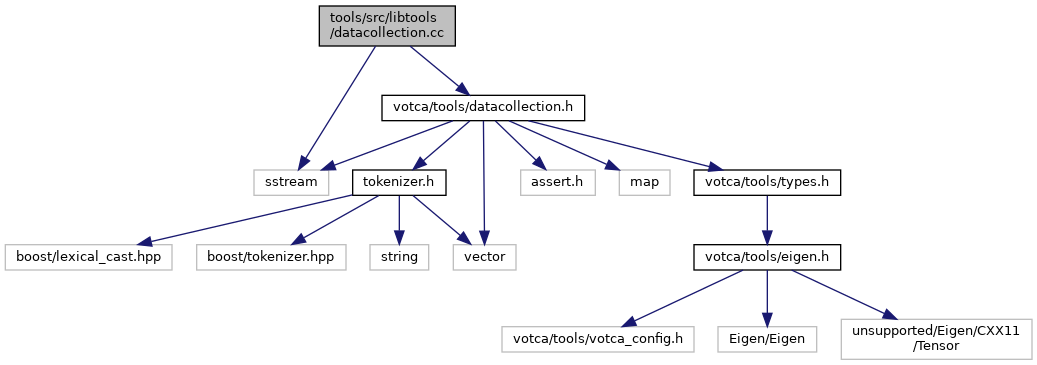 tools/src/libtools
/datacollection.cc
votca/tools/datacollection.h
sstream
tokenizer.h
assert.h
map
votca/tools/types.h
boost/lexical_cast.hpp
boost/tokenizer.hpp
string
vector
votca/tools/eigen.h
votca/tools/votca_config.h
Eigen/Eigen
unsupported/Eigen/CXX11
/Tensor